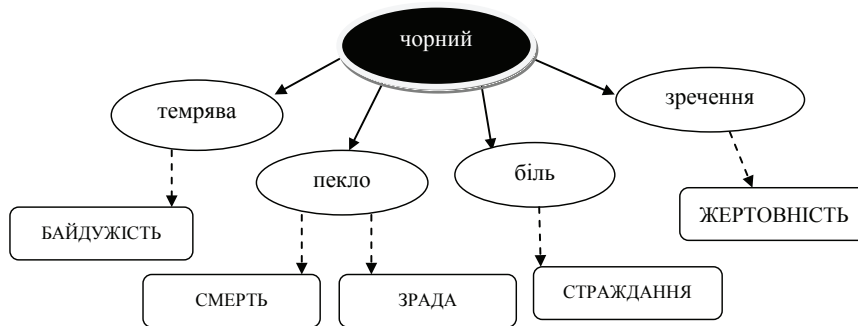 чорний
темрява
зречення
пекло
біль
БАЙДУЖІСТЬ
ЖЕРТОВНІСТЬ
СМЕРТЬ
ЗРАДА
СТРАЖДАННЯ